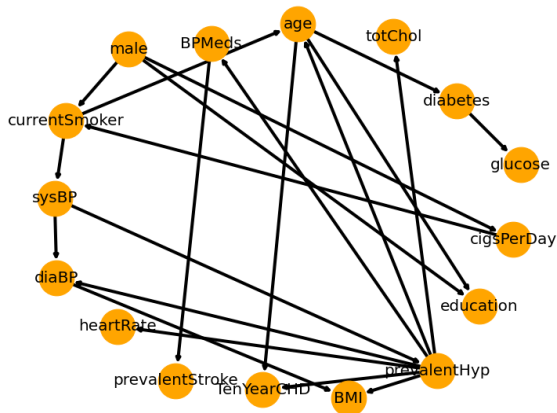 age
BPMeds
totChol
male
diabetes
currentSmoker
glucose
sysBP
cigsPerDay
diaBP
education
heartRate
prevalentHyp
prevalentStroke
TenYearCHD
BMI